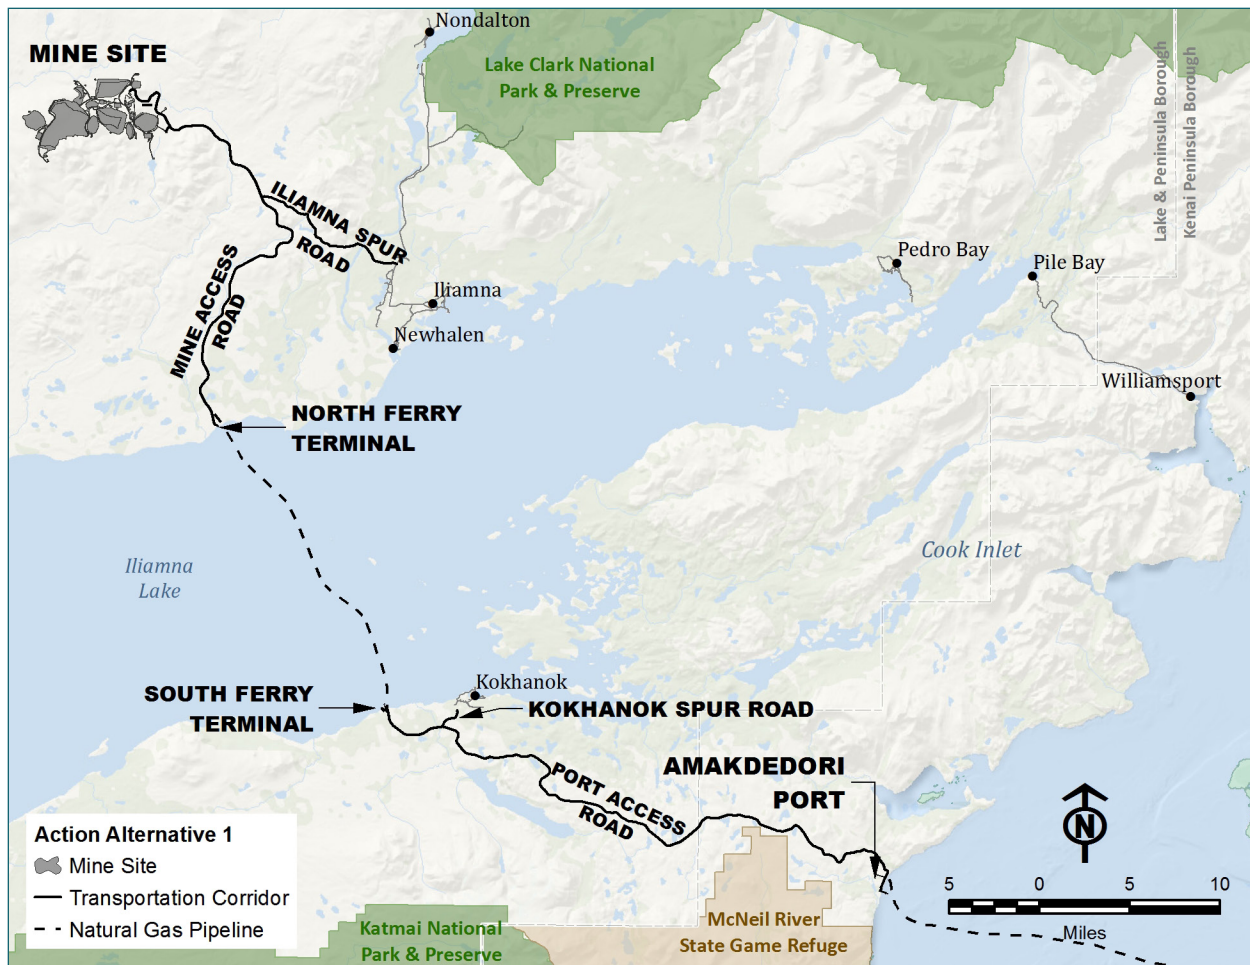 Nondalton
MINE SITE
Lake Clark National
Park & Preserve
Lake & Peninsula Borough
Kenai Peninsula Borough
ILIAMNA SPUR
ROAD
Pedro Bay
Pile Bay
MINE ACCESS
ROAD
Iliamna
Newhalen
Williamsport
NORTH FERRY
TERMINAL
Cook Inlet
Iliamna
Lake
Kokhanok
SOUTH FERRY
TERMINAL
KOKHANOK SPUR ROAD
AMAKDEDORI
PORT
PORT ACCESS
ROAD
N
Action Alternative 1
Mine Site
Transportation Corridor
Natural Gas Pipeline
5 0 5 10
Miles
McNeil River
State Game Refuge
Katmai National
Park & Preserve